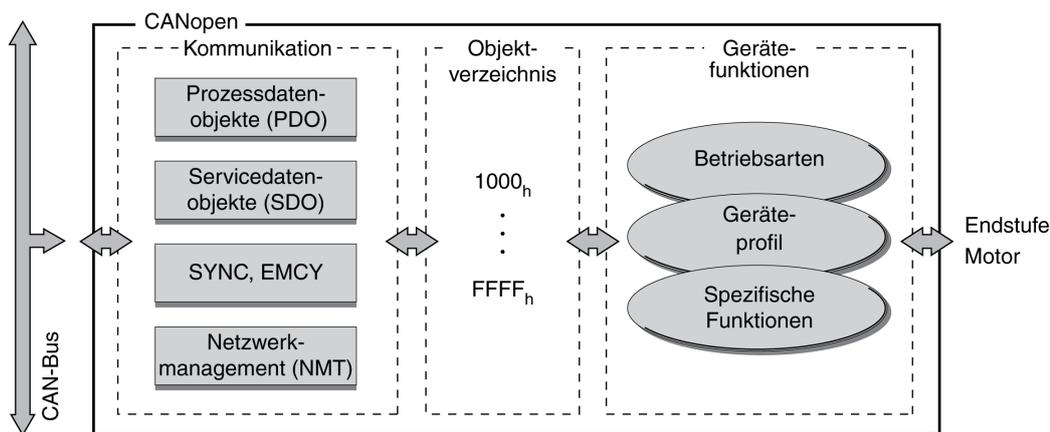 CANopen
Kommunikation
Prozessdaten-
objekte (PDO)
Servicedaten-
objekte (SDO)
SYNC, EMCY
Netzwerk-
management (NMT)
Objekt-
verzeichnis
1000h
FFFFh
Geräte-
funktionen
Betriebsarten
Geräte-
profil
Spezifische
Funktionen
Endstufe
Motor
CAN-Bus